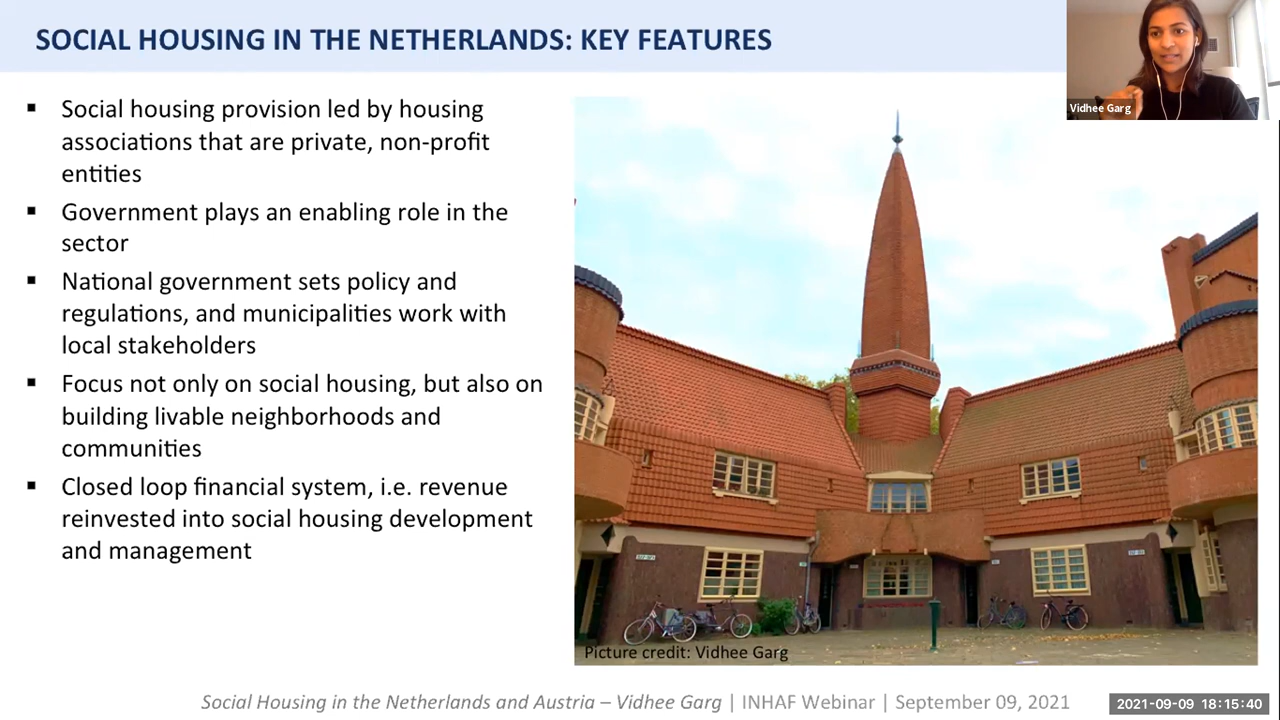 SOCIAL HOUSING IN THE NETHERLANDS: KEY FEATURES
Vidhee Garg
▪ Social housing provision led by housing
associations that are private, non-profit
entities
▪ Government plays an enabling role in the
sector
▪ National government sets policy and
regulations, and municipalities work with
local stakeholders
▪ Focus not only on social housing, but also on
building livable neighborhoods and
communities
▪ Closed loop financial system, i.e. revenue
reinvested into social housing development
and management
Picture credit: Vidhee Garg
Social Housing in the Netherlands and Austria – Vidhee Garg | INHAF Webinar | September 09, 2021
2021-09-09 18:15:40